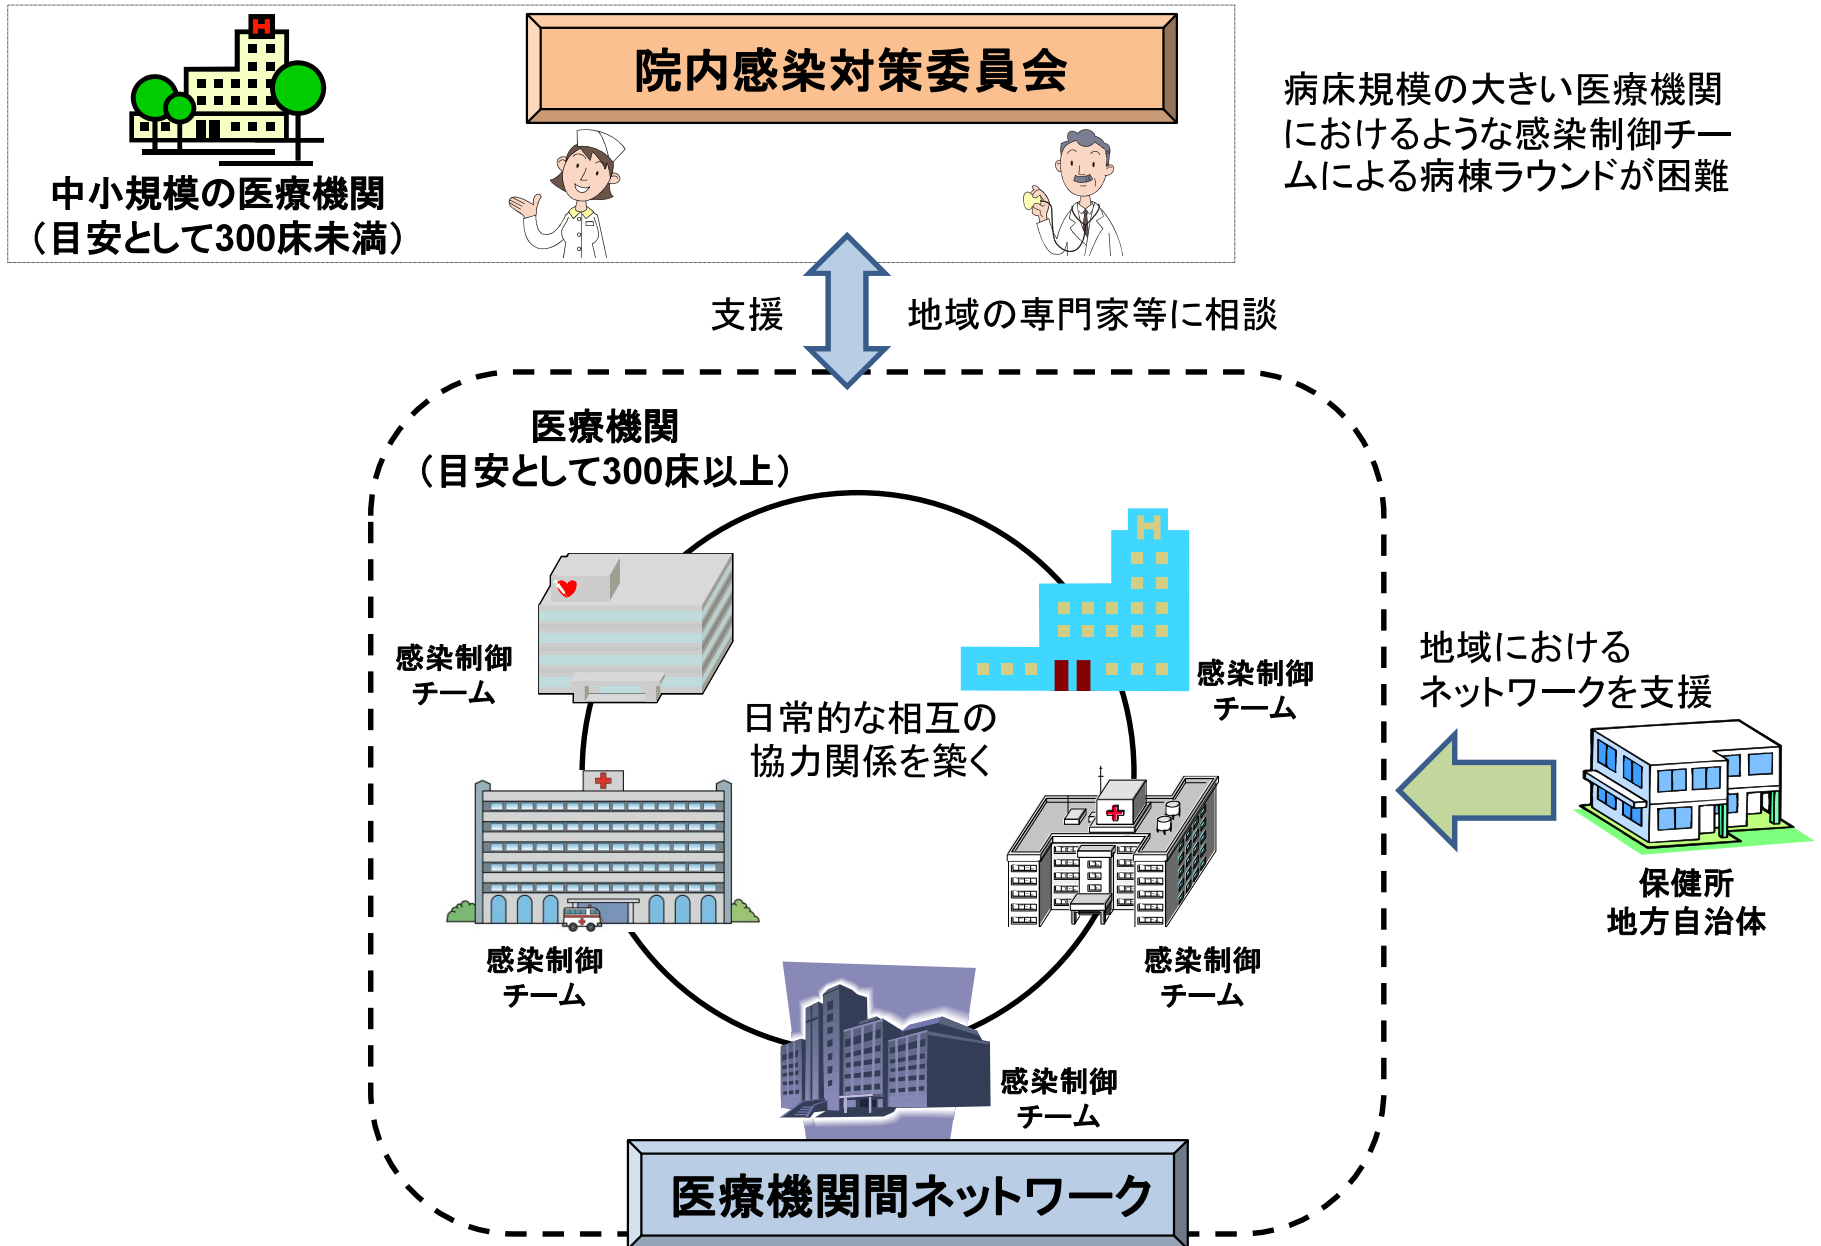 院内感染対策委員会
中小規模の医療機関
（目安として300床未満）
病床規模の大きい医療機関
におけるような感染制御チー
ムによる病棟ラウンドが困難
支援
地域の専門家等に相談
医療機関
（目安として300床以上）
感染制御
チーム
感染制御
チーム
日常的な相互の
協力関係を築く
地域における
ネットワークを支援
保健所
地方自治体
感染制御
チーム
感染制御
チーム
感染制御
チーム
医療機関間ネットワーク